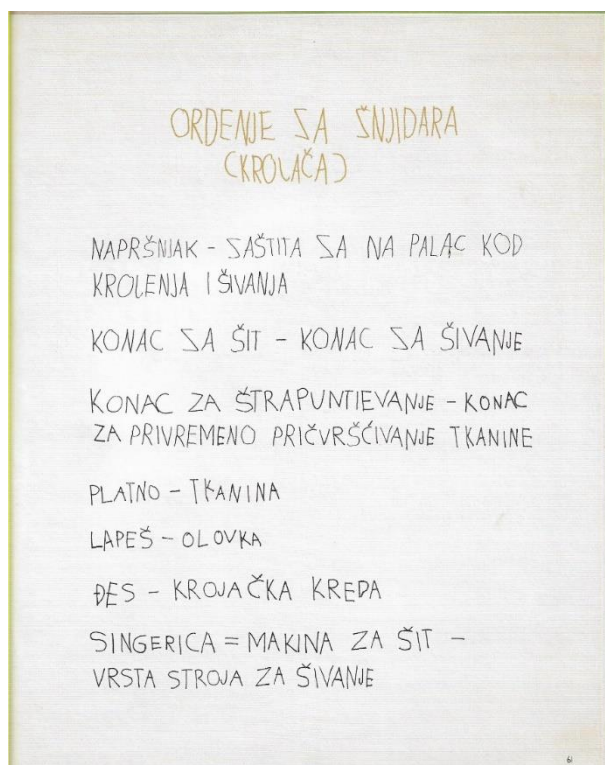 ORDENJE ZA ŠNJIDARA
(KROJAČA)
NAPRŠNJAK - ZAŠTITA ZA NA PALAC KOD
KROJENJA I ŠIVANJA
KONAC ZA ŠIT - KONAC ZA ŠIVANJE
KONAC ZA ŠTRAPUNTIEVANJE - KONAC
ZA PRIVREMENO PRIČVRŠĆIVANJE TKANINE
PLATNO - TKANINA
LAPEŠ - OLOVKA
ĐES - KROJAČKA KREDA
SINGERICA = MAKINA ZA ŠIT -
VRSTA STROJA ZA ŠIVANJE
61